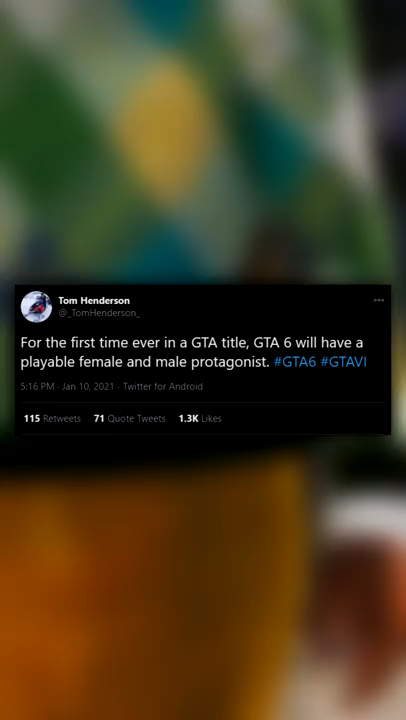 Tom Henderson
@_TomHenderson_
For the first time ever in a GTA title, GTA 6 will have a
playable female and male protagonist. #GTA6 #GTAVI
5:16 PM · Jan 10, 2021 · Twitter for Android
115 Retweets 71 Quote Tweets 1.3K Likes